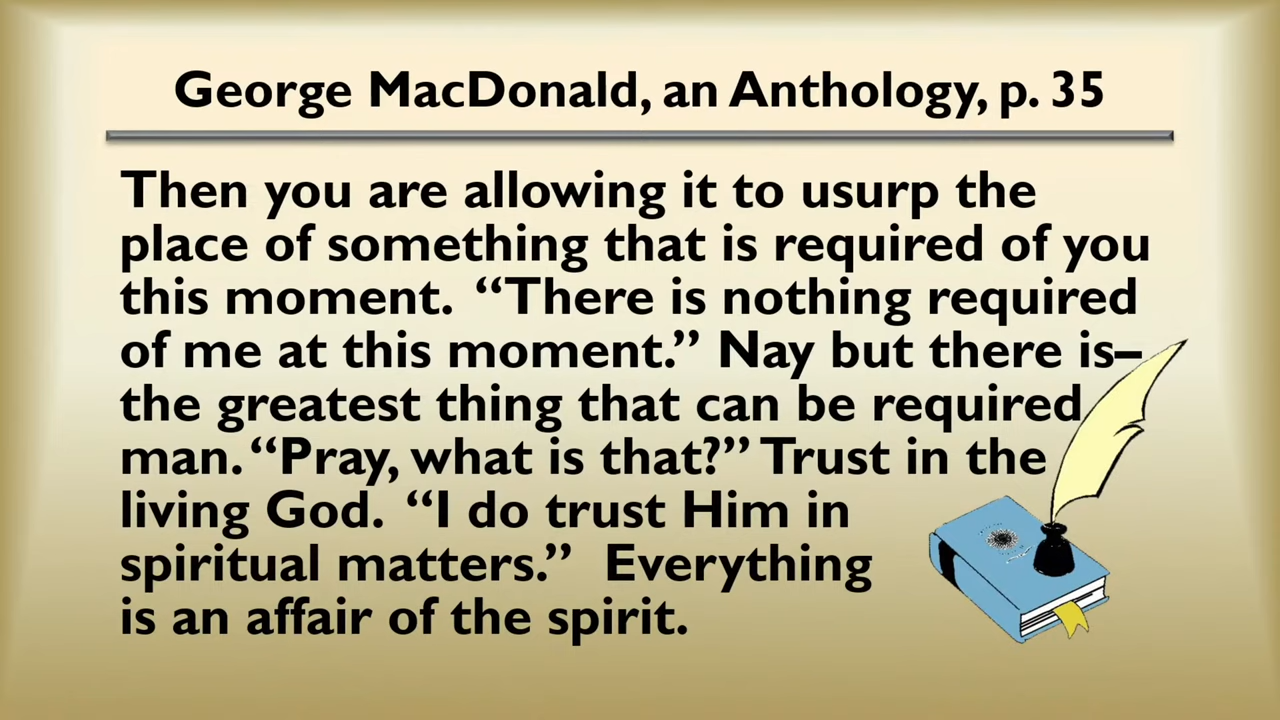 George MacDonald, an Anthology, p. 35
Then you are allowing it to usurp the
place of something that is required of you
this moment. “There is nothing required
of me at this moment.” Nay but there is–
the greatest thing that can be required
man. “Pray, what is that?” Trust in the
living God. “I do trust Him in
spiritual matters.” Everything
is an affair of the spirit.